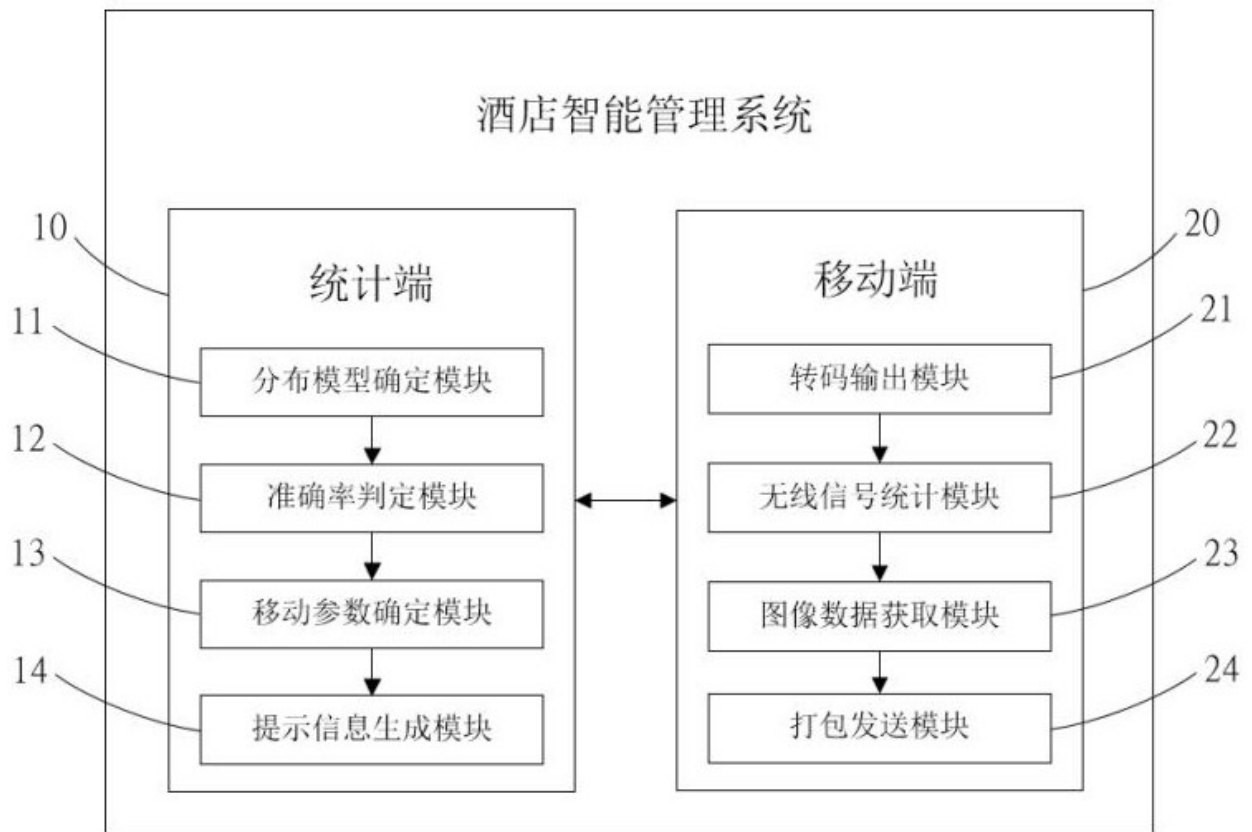 酒店智能管理系统
10
统计端
11
分布模型确定模块
12
准确率判定模块
13
移动参数确定模块
14
提示信息生成模块
20
移动端
21
转码输出模块
22
无线信号统计模块
23
图像数据获取模块
24
打包发送模块